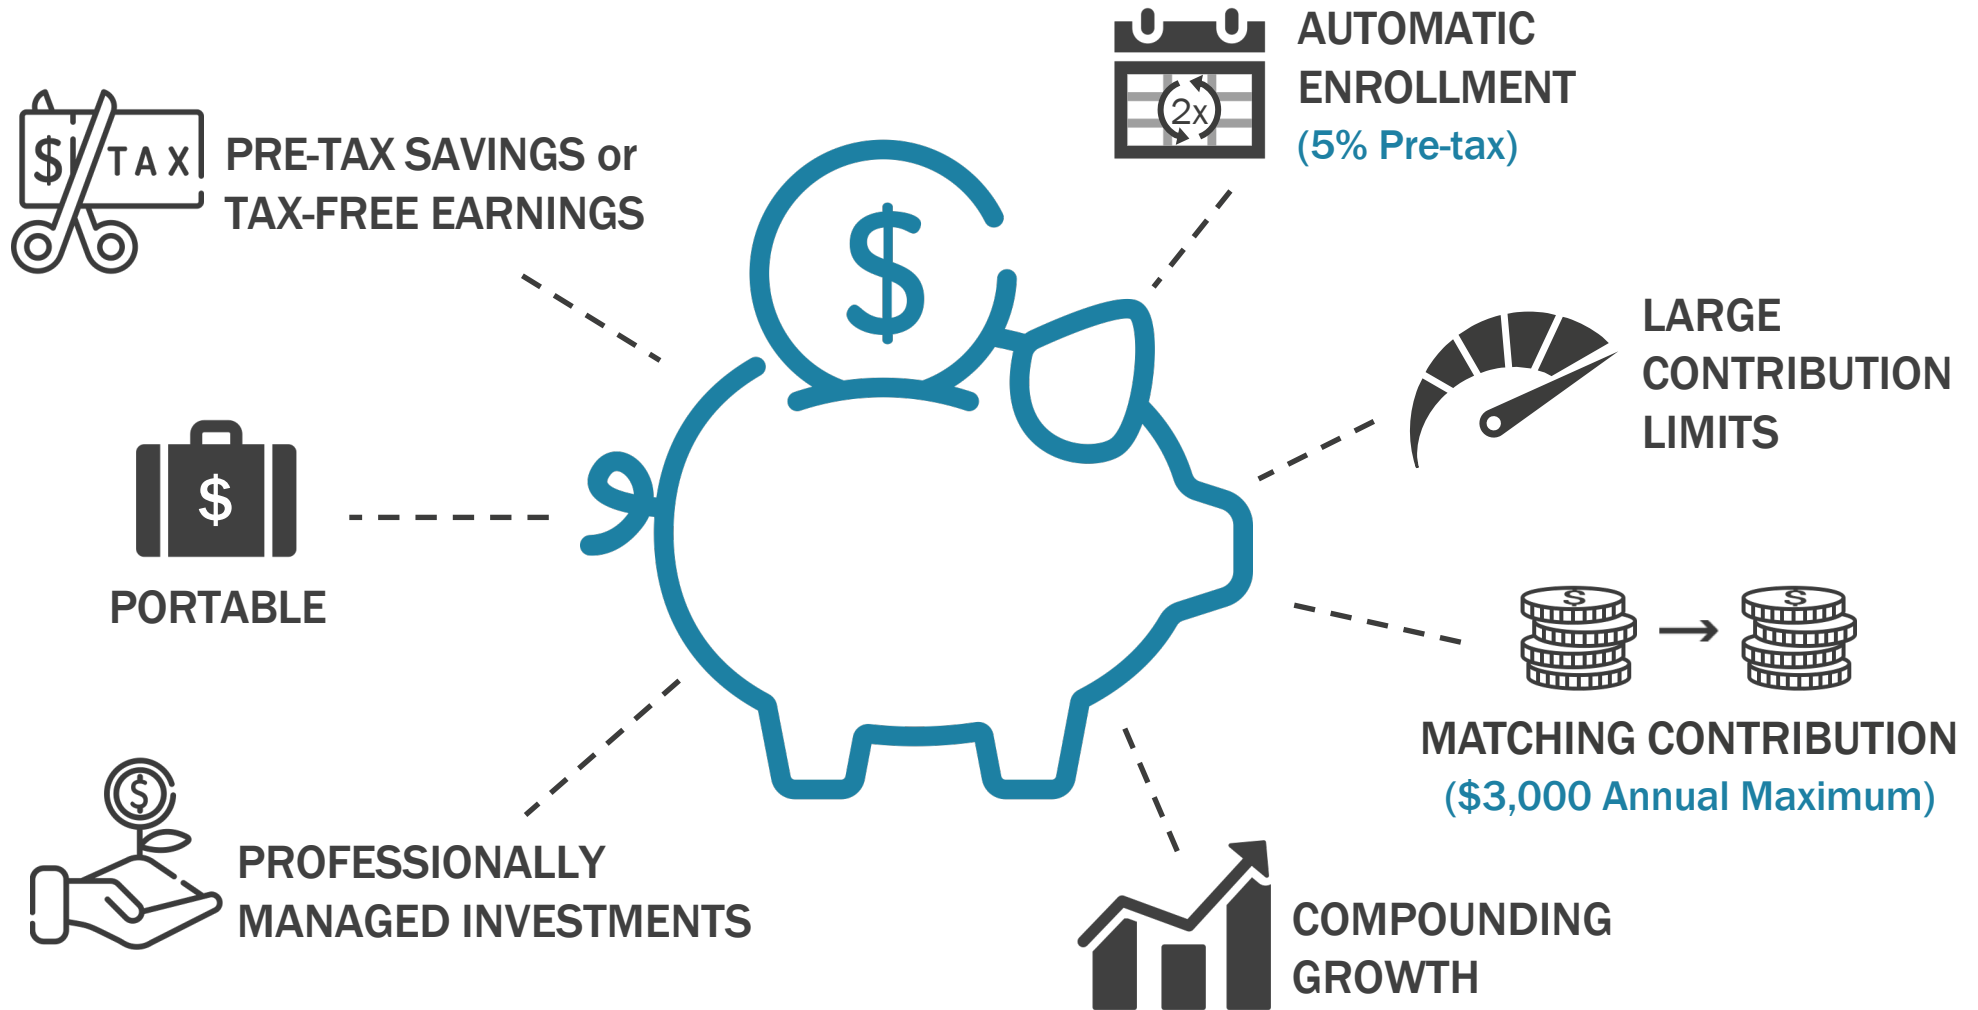 AUTOMATIC
ENROLLMENT
(5% Pre-tax)
2x
$ TAX
PRE-TAX SAVINGS or
TAX-FREE EARNINGS
$
LARGE
CONTRIBUTION
LIMITS
$
PORTABLE
$ $
MATCHING CONTRIBUTION
($3,000 Annual Maximum)
$
PROFESSIONALLY
MANAGED INVESTMENTS
COMPOUNDING
GROWTH